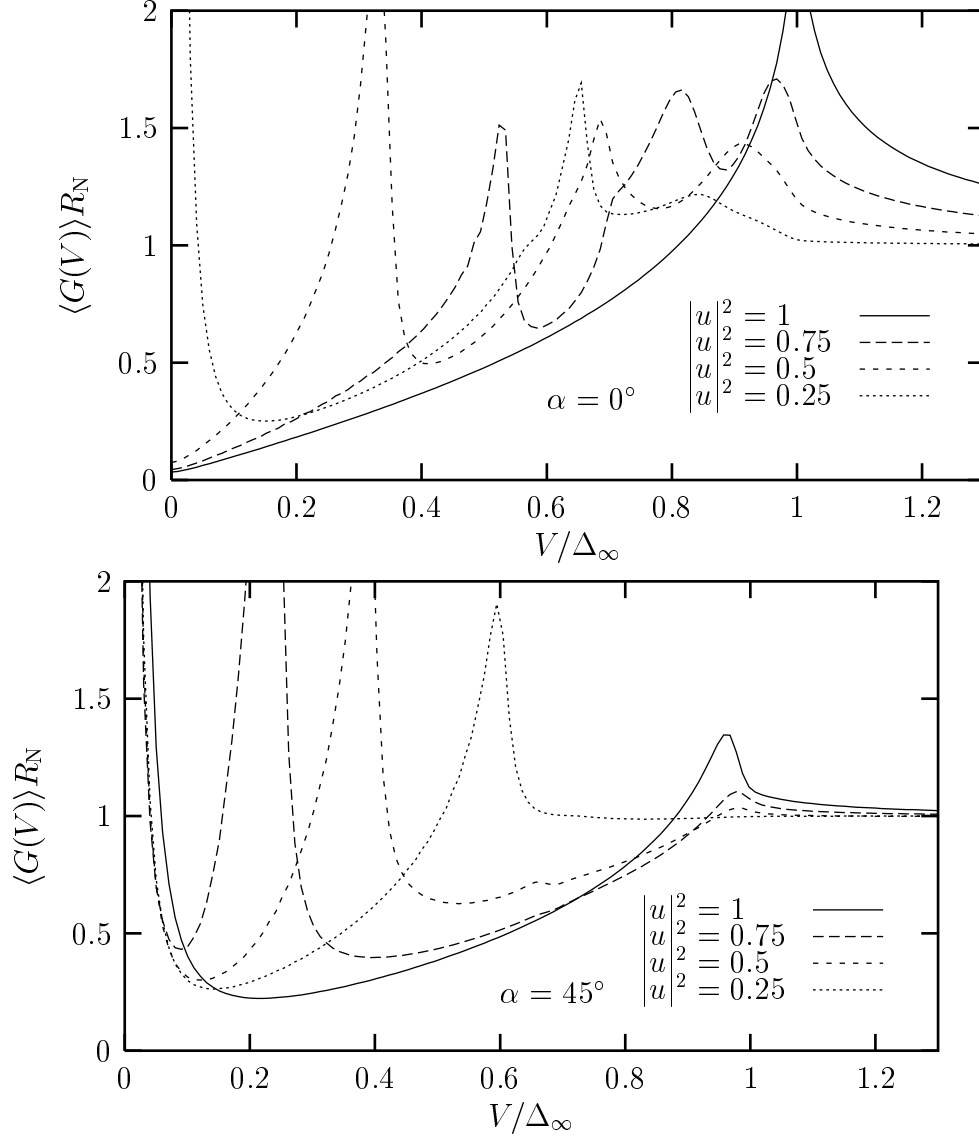 2
1.5
1
0.5
0
⟨G(V)⟩R_N
|u|² = 1
|u|² = 0.75
|u|² = 0.5
|u|² = 0.25
α = 0°
0 0.2 0.4 0.6 0.8 1 1.2
V/Δ_∞
2
1.5
1
0.5
0
⟨G(V)⟩R_N
|u|² = 1
|u|² = 0.75
|u|² = 0.5
|u|² = 0.25
α = 45°
0 0.2 0.4 0.6 0.8 1 1.2
V/Δ_∞